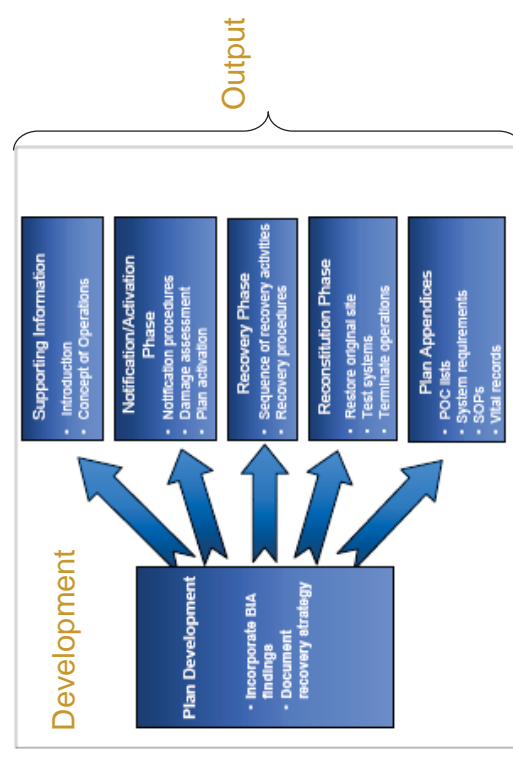 Development
Output
Plan Development
• Incorporate BIA
findings
• Document
recovery strategy
Supporting Information
• Introduction
• Concept of Operations
Notification/Activation
Phase
• Notification procedures
• Damage assessment
• Plan activation
Recovery Phase
• Sequence of recovery activities
• Recovery procedures
Reconstitution Phase
• Restore original site
• Test systems
• Terminate operations
Plan Appendices
• POC lists
• System requirements
• SOPs
• Vital records